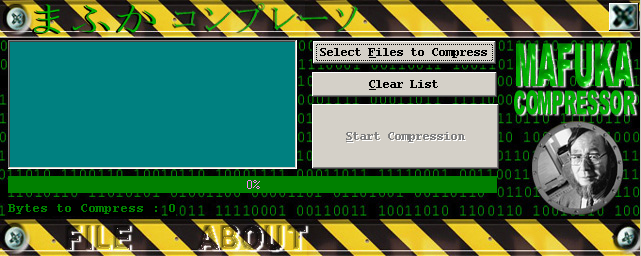 まふか コンプレーソ
Select Files to Compress
Clear List
MAFUKA
COMPRESSOR
Start Compression
0%
Bytes to Compress : 0
FILE ABOUT